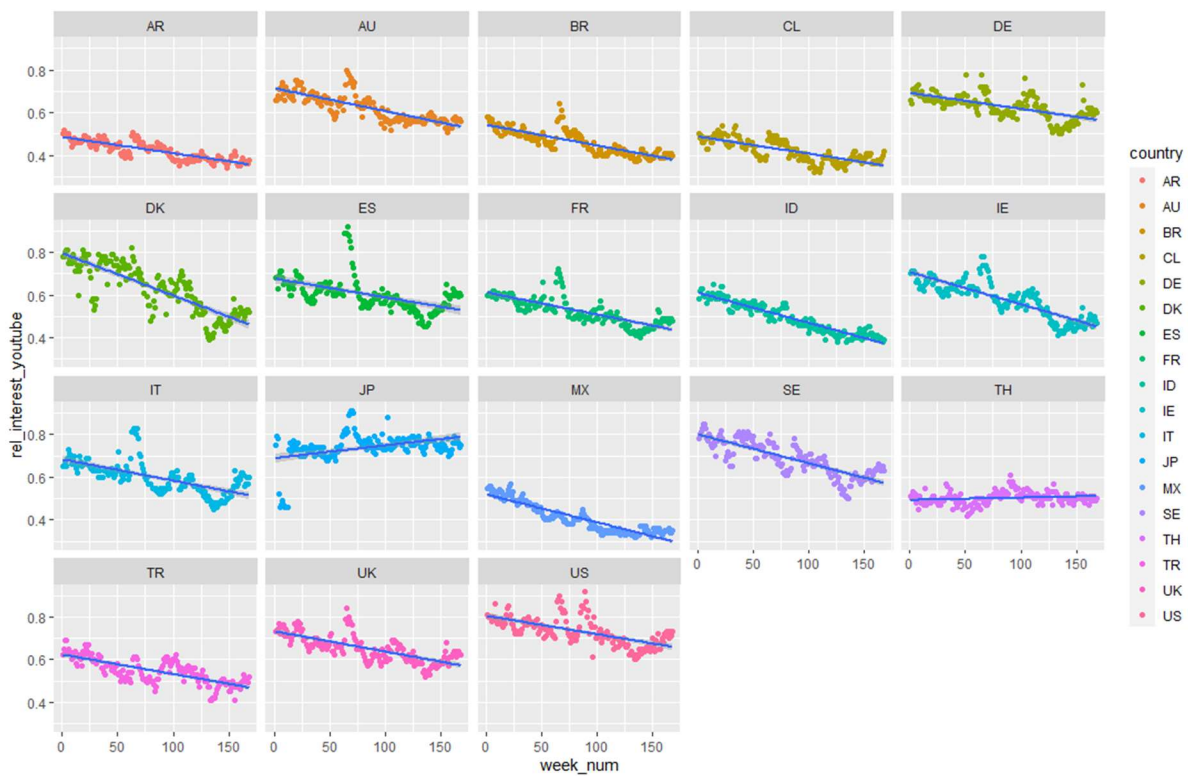 AR AU BR CL DE
0.8
0.6
0.4
DK ES FR ID IE
0.8
0.6
0.4
IT JP MX SE TH
0.8
0.6
0.4
0 50 100 150 0 50 100 150
TR UK US
0.8
0.6
0.4
0 50 100 150 0 50 100 150 0 50 100 150
week_num
rel_interest_youtube
country
AR
AU
BR
CL
DE
DK
ES
FR
ID
IE
IT
JP
MX
SE
TH
TR
UK
US